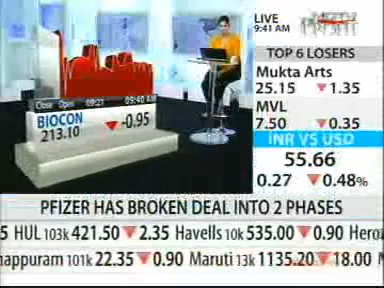 LIVE
9:41 AM
NDTV
PROFIT
TOP 6 LOSERS
Mukta Arts
25.15 ▼1.35
MVL
7.50 ▼0.35
INR VS USD
55.66
0.27 ▼0.48%
Close Open 09:21 09:40 AM
BIOCON
213.10 ▼-0.95
PFIZER HAS BROKEN DEAL INTO 2 PHASES
5 HUL 103k 421.50 ▼2.35 Havells 10k 535.00 ▼0.90 Hero
nappuram 101k 22.35 ▼0.90 Maruti 13k 1135.20 ▼18.00 M